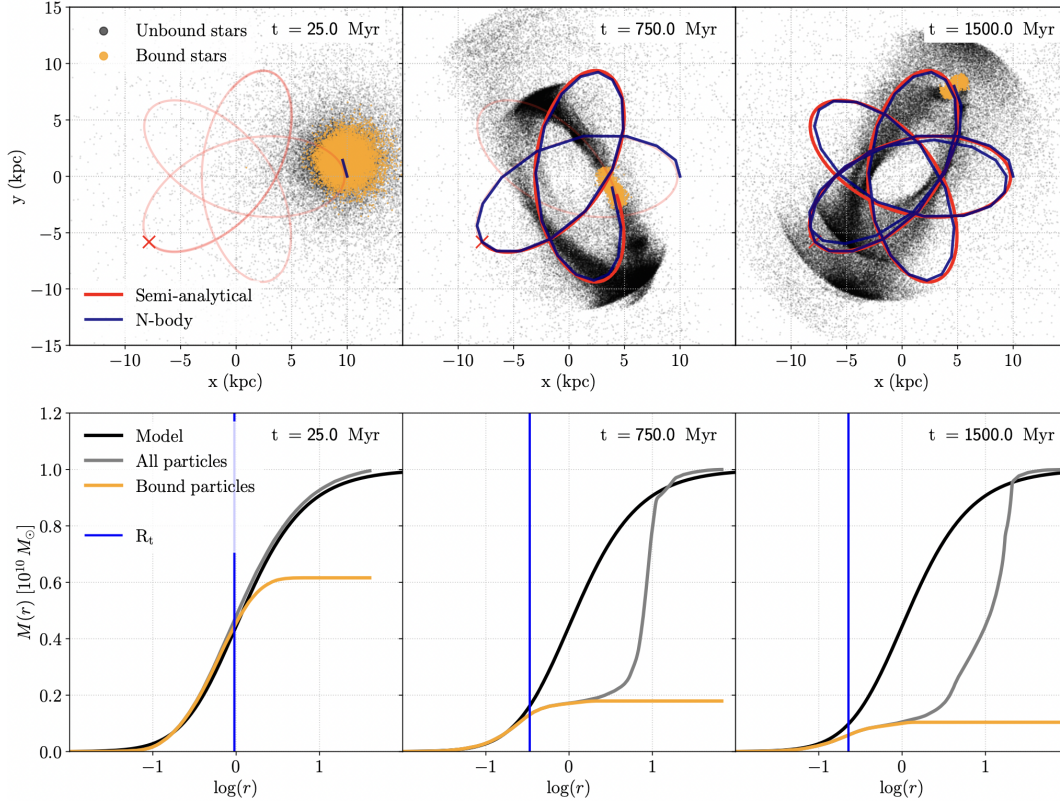 Unbound stars
Bound stars
t = 25.0 Myr
t = 750.0 Myr
t = 1500.0 Myr
15
10
5
0
−5
−10
−15
y (kpc)
Semi-analytical
N-body
−10 −5 0 5 10
−10 −5 0 5 10
−10 −5 0 5 10
x (kpc)
x (kpc)
x (kpc)
1.2
1.0
0.8
0.6
0.4
0.2
0.0
M(r) [10^10 M_⊙]
Model
All particles
Bound particles
R_t
t = 25.0 Myr
t = 750.0 Myr
t = 1500.0 Myr
−1 0 1
−1 0 1
−1 0 1
log(r)
log(r)
log(r)